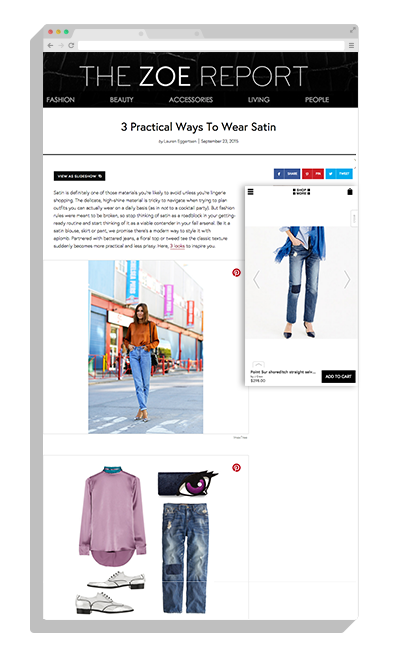 THE ZOE REPORT
FASHION BEAUTY ACCESSORIES LIVING PEOPLE
3 Practical Ways To Wear Satin
by Lauren Eggertsen | September 23, 2015
VIEW AS SLIDESHOW
SHARE PIN TWEET
Satin is definitely one of those materials you're likely to avoid unless you're lingerie
shopping. The delicate, high-shine material is tricky to navigate when trying to plan
outfits you can actually wear on a daily basis (as in not to a cocktail party). But fashion
rules were meant to be broken, so stop thinking of satin as a roadblock in your getting-
ready routine and start thinking of it as a viable contender in your fall arsenal. Be it a
satin blouse, skirt or pant, we promise there's a modern way to style it with
aplomb. Partnered with battered jeans, a floral top or tweed tee the classic texture
suddenly becomes more practical and less prissy. Here, 3 looks to inspire you.
SHOP
WORE
Point Sur shoreditch straight selv...
$298.00
ADD TO CART